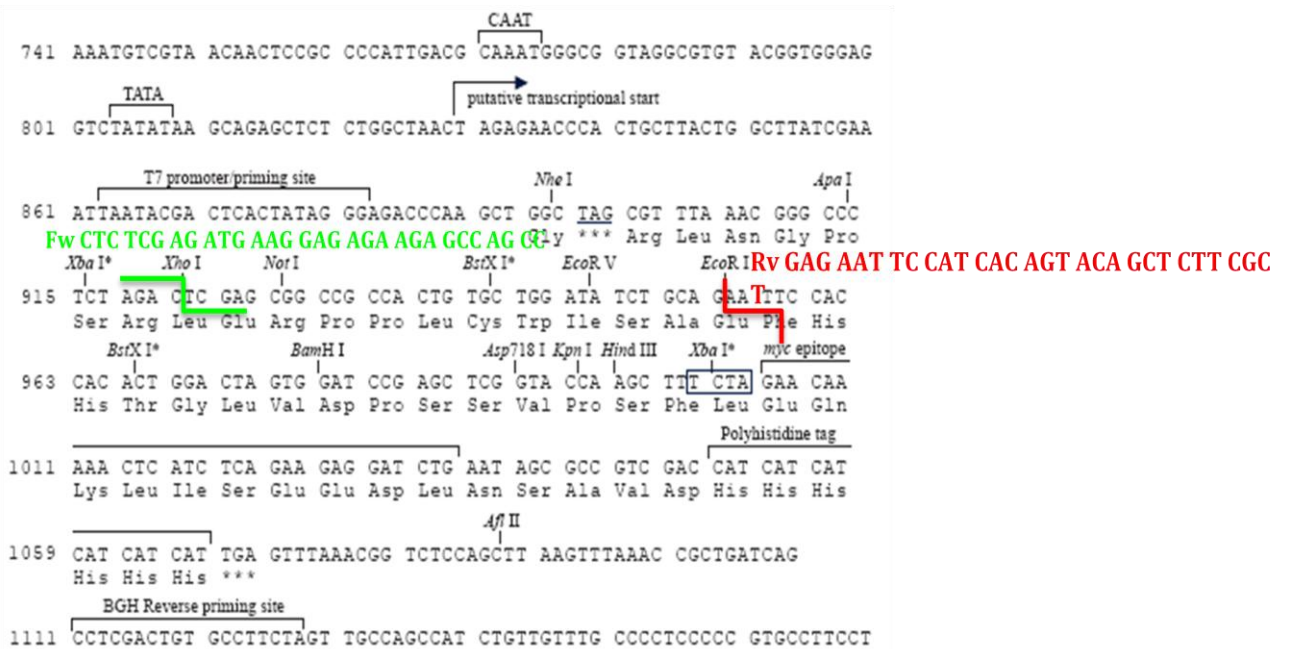 CAAT
741 AAATGTCGTA ACAACTCCGC CCCATTGACG CAAATGGGCG GTAGGCGTGT ACGGTGGGAG
TATA
putative transcriptional start
801 GTCTATATAA GCAGAGCTCT CTGGCTAACT AGAGAACCCA CTGCTTACTG GCTTATCGAA
T7 promoter/priming site Nhe I Apa I
861 ATTAATACGA CTCACTATAG GGAGACCCAA GCT GGC TAG CGT TTA AAC GGG CCC
Fw CTC TCG AG ATG AAG GAG AGA AGA GCC AG CC
Gly *** Arg Leu Asn Gly Pro
Xba I* Xho I Not I BstX I* EcoR V EcoR I
Rv GAG AAT TC CAT CAC AGT ACA GCT CTT CGC
T
915 TCT AGA CTC GAG CGG CCG CCA CTG TGC TGG ATA TCT GCA GAA TTC CAC
Ser Arg Leu Glu Arg Pro Pro Leu Cys Trp Ile Ser Ala Glu Phe His
BstX I* BamH I Asp718 I Kpn I Hind III Xba I* myc epitope
963 CAC ACT GGA CTA GTG GAT CCG AGC TCG GTA CCA AGC TTT CTA GAA CAA
His Thr Gly Leu Val Asp Pro Ser Ser Val Pro Ser Phe Leu Glu Gln
Polyhistidine tag
1011 AAA CTC ATC TCA GAA GAG GAT CTG AAT AGC GCC GTC GAC CAT CAT CAT
Lys Leu Ile Ser Glu Glu Asp Leu Asn Ser Ala Val Asp His His His
Afl II
1059 CAT CAT CAT TGA GTTTAAACGG TCTCCAGCTT AAGTTTAAAC CGCTGATCAG
His His His ***
BGH Reverse priming site
1111 CCTCGACTGT GCCTTCTAGT TGCCAGCCAT CTGTTGTTTG CCCCTCCCCC GTGCCTTCCT